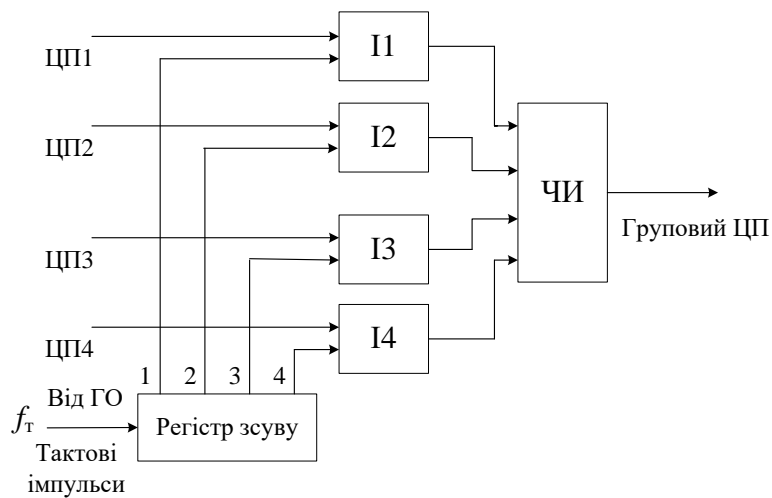 ЦП1
І1
ЦП2
І2
ЧИ
Груповий ЦП
ЦП3
І3
ЦП4
І4
1 2 3 4
Від ГО
fт
Регістр зсуву
Тактові
імпульси